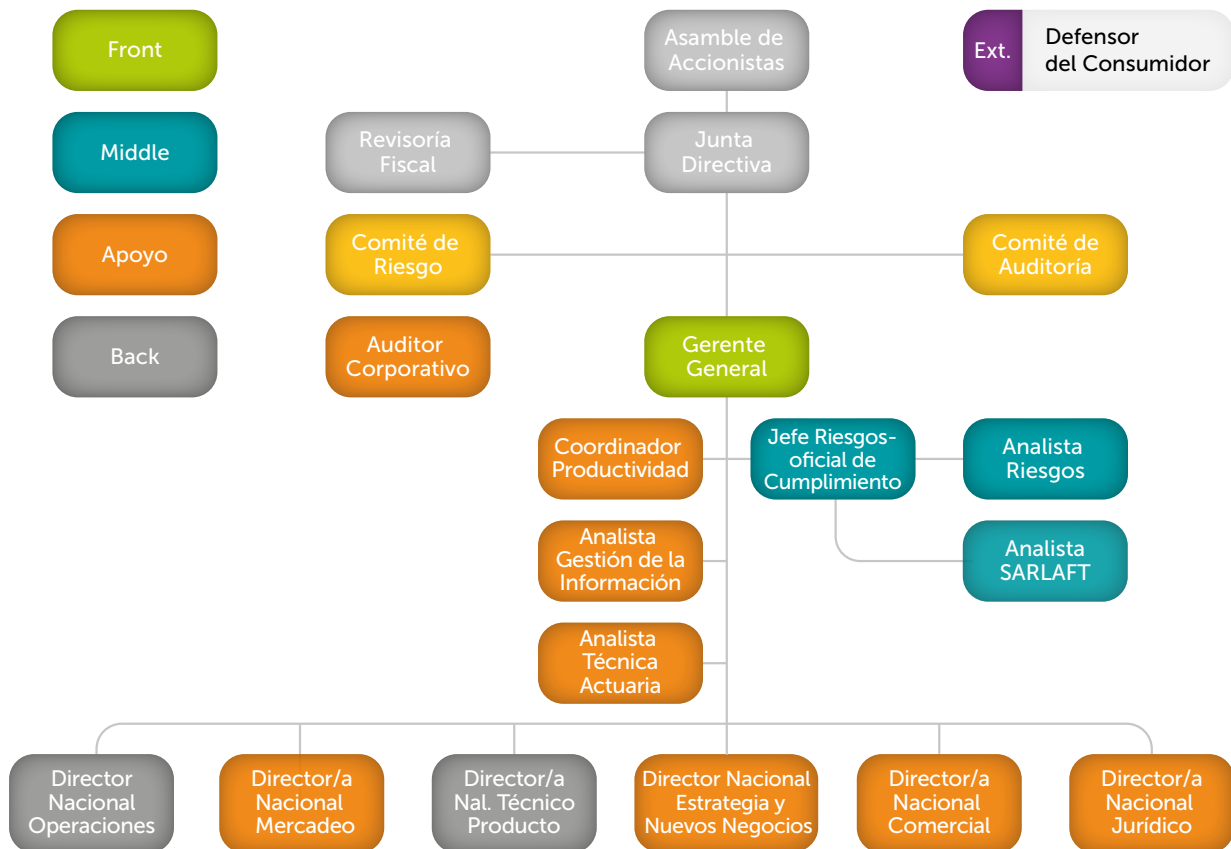 Front
Asamble de
Accionistas
Ext.
Defensor
del Consumidor
Middle
Revisoría
Fiscal
Junta
Directiva
Apoyo
Comité de
Riesgo
Comité de
Auditoría
Back
Auditor
Corporativo
Gerente
General
Coordinador
Productividad
Jefe Riesgos-
oficial de
Cumplimiento
Analista
Riesgos
Analista
Gestión de la
Información
Analista
SARLAFT
Analista
Técnica
Actuaria
Director
Nacional
Operaciones
Director/a
Nacional
Mercadeo
Director/a
Nal. Técnico
Producto
Director Nacional
Estrategia y
Nuevos Negocios
Director/a
Nacional
Comercial
Director/a
Nacional
Jurídico